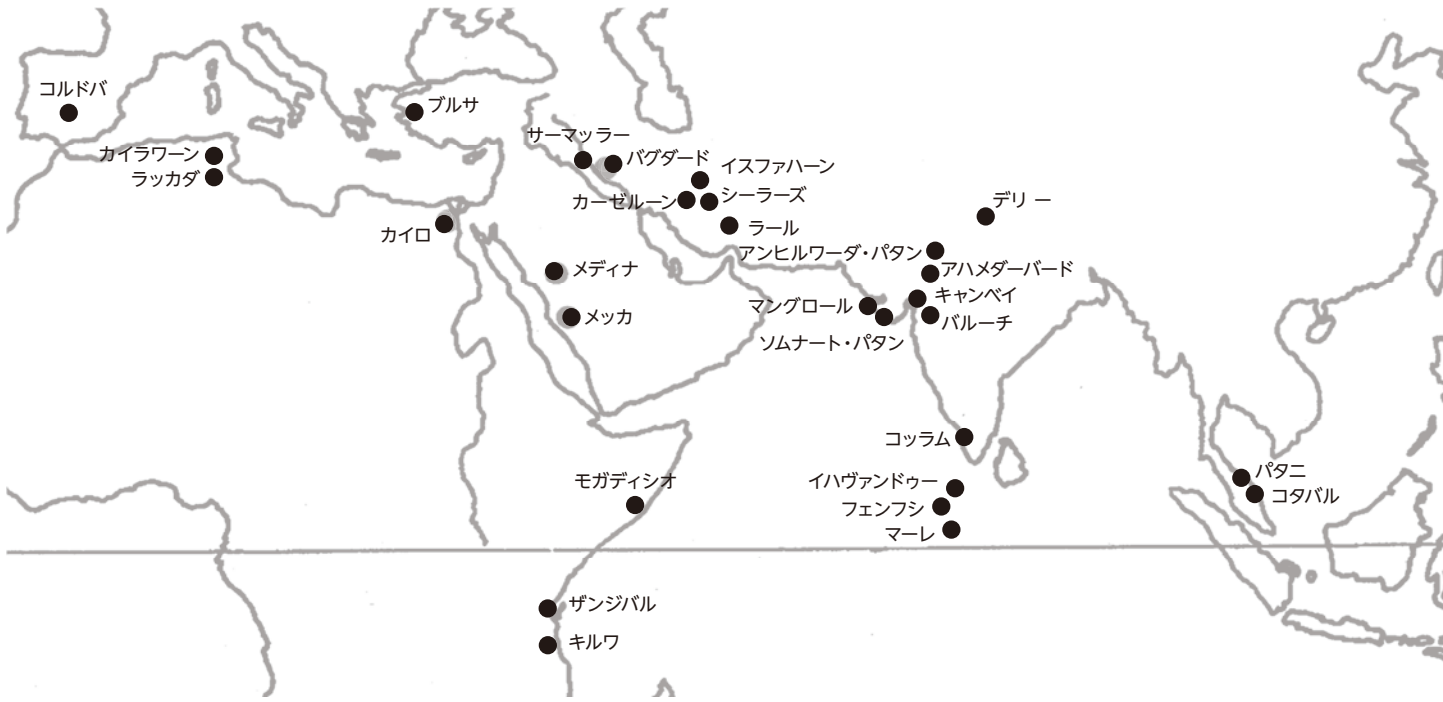 コルドバ
ブルサ
サーマッラー
カイラワーン
バグダード
イスファハーン
ラッカダ
カーゼルーン
シーラーズ
デリー
カイロ
ラール
アンヒルワーダ・パタン
メディナ
アハメダーバード
キャンベイ
マングロール
メッカ
バルーチ
ソムナート・パタン
コッラム
パタニ
モガディシオ
イハヴァンドゥー
コタバル
フェンフシ
マーレ
ザンジバル
キルワ